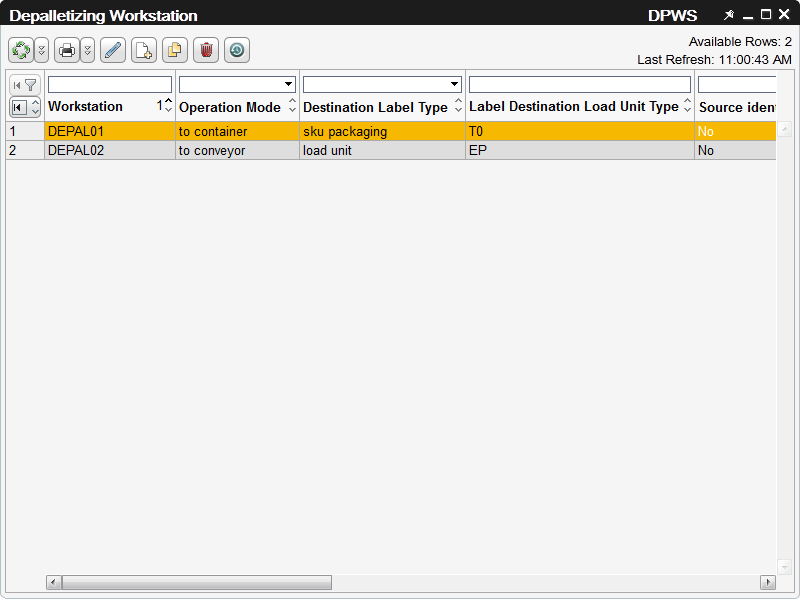 Depalletizing Workstation DPWS
Available Rows: 2
Last Refresh: 11:00:43 AM
Workstation 1 Operation Mode Destination Label Type Label Destination Load Unit Type Source iden
1 DEPAL01 to container sku packaging T0 No
2 DEPAL02 to conveyor load unit EP No